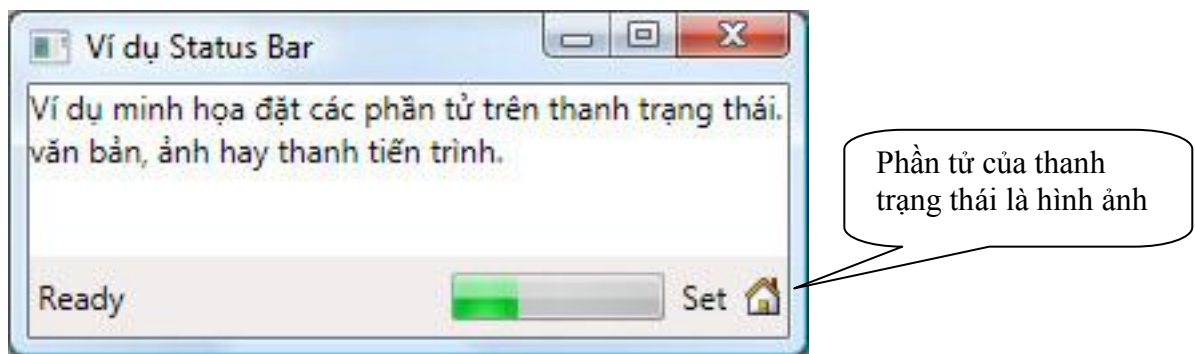 Ví dụ Status Bar
Ví dụ minh họa đặt các phần tử trên thanh trạng thái.
văn bản, ảnh hay thanh tiến trình.
Phần tử của thanh
trạng thái là hình ảnh
Ready
Set